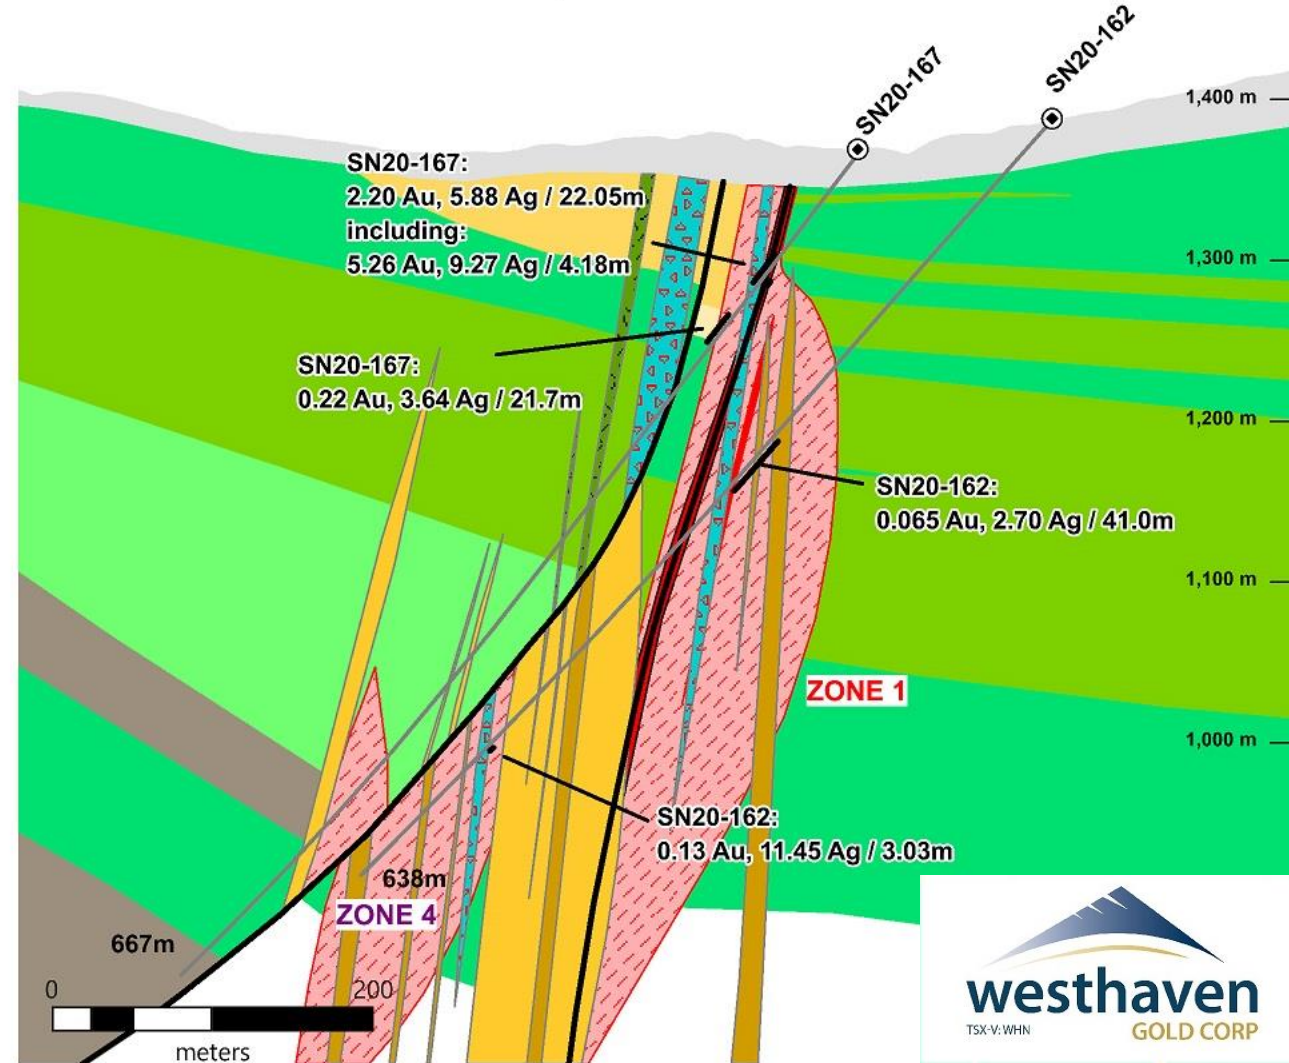 SN20-162
SN20-167
1,400 m
SN20-167:
2.20 Au, 5.88 Ag / 22.05m
including:
5.26 Au, 9.27 Ag / 4.18m
1,300 m
SN20-167:
0.22 Au, 3.64 Ag / 21.7m
1,200 m
SN20-162:
0.065 Au, 2.70 Ag / 41.0m
1,100 m
ZONE 1
1,000 m
SN20-162:
0.13 Au, 11.45 Ag / 3.03m
638m
ZONE 4
667m
0 200
meters
westhaven
TSX-V: WHN GOLD CORP